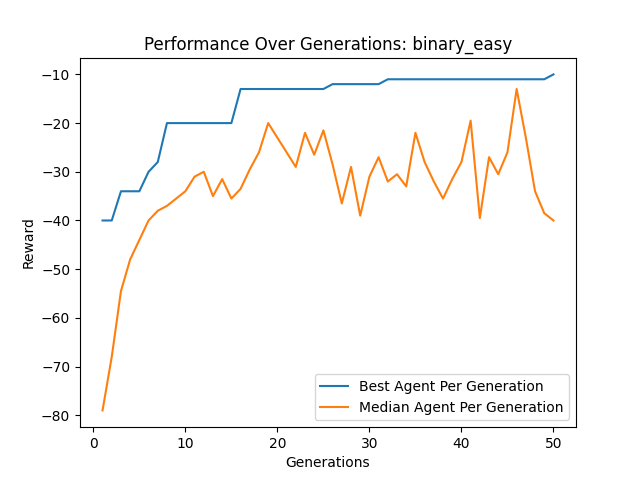 Performance Over Generations: binary_easy
−10
−20
−30
−40
−50
−60
−70
−80
Reward
Best Agent Per Generation
Median Agent Per Generation
0 10 20 30 40 50
Generations